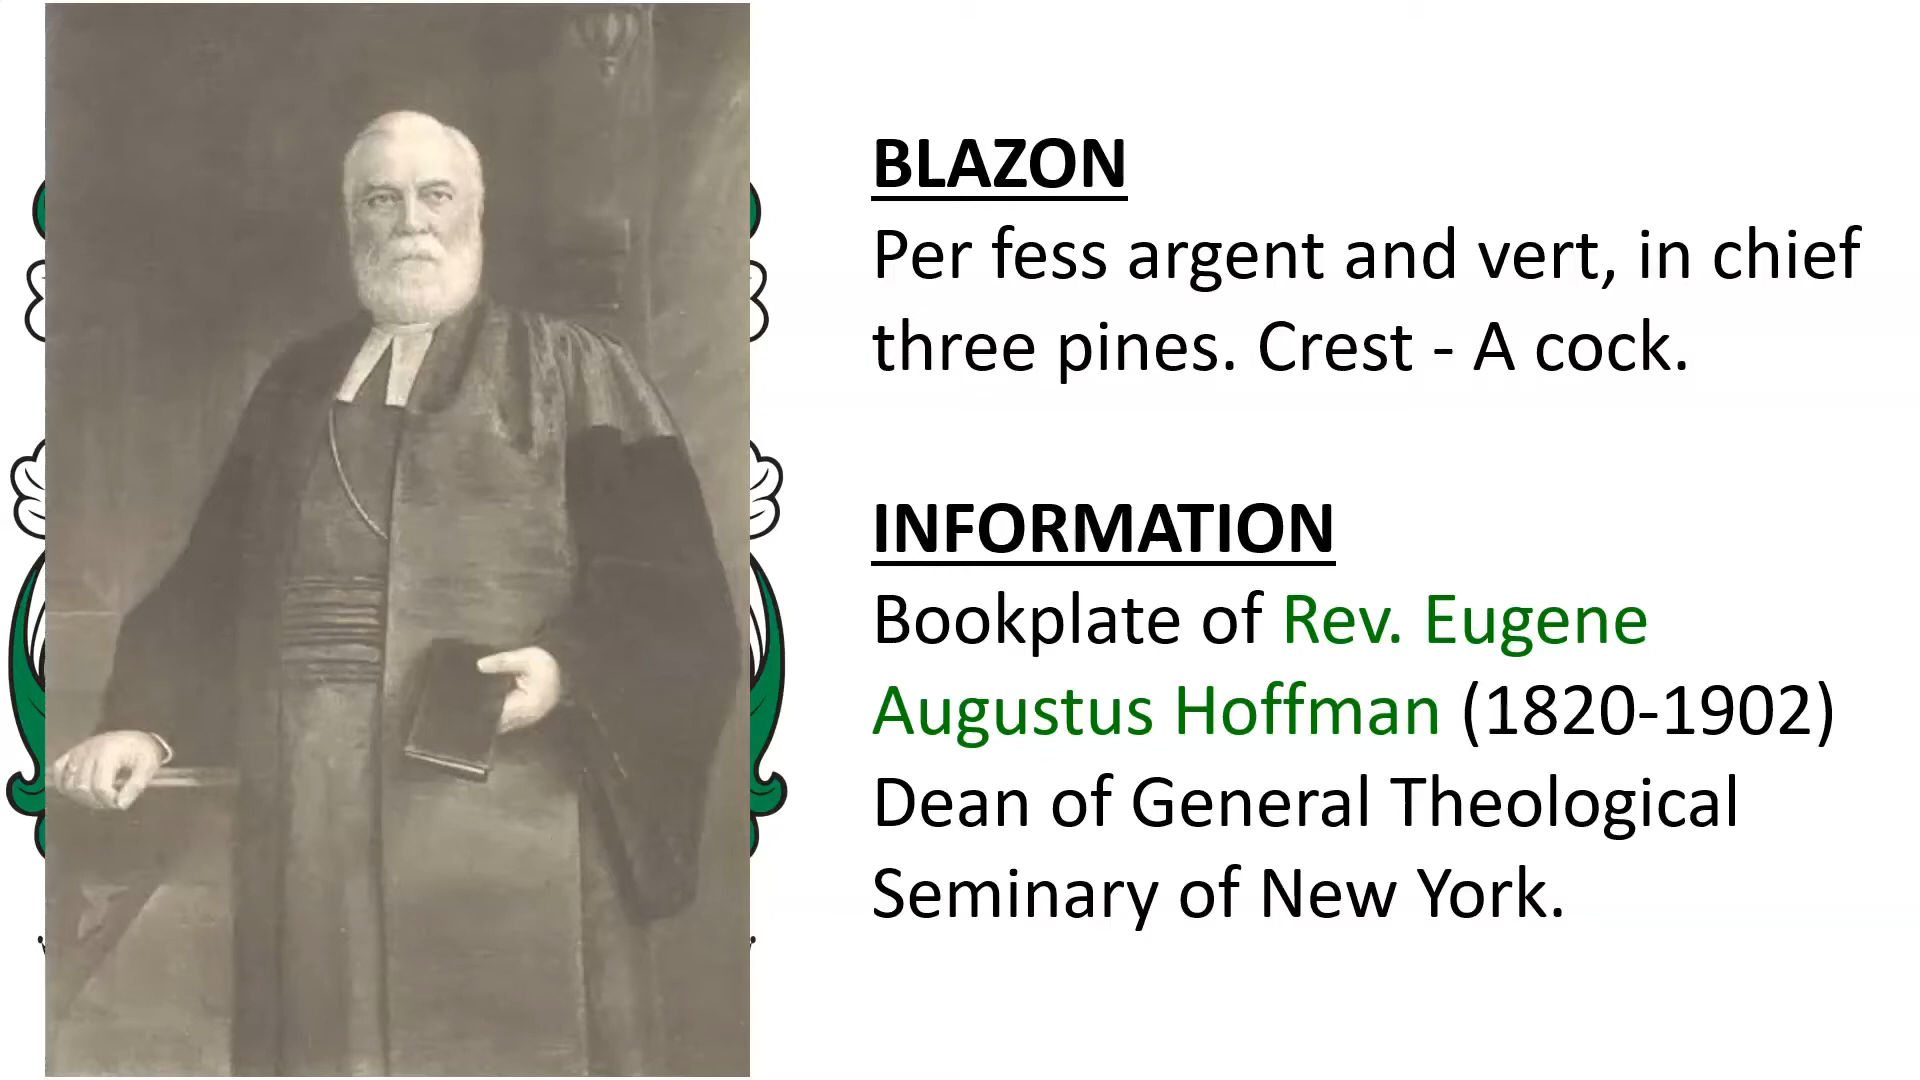 BLAZON
Per fess argent and vert, in chief
three pines. Crest - A cock.
INFORMATION
Bookplate of Rev. Eugene
Augustus Hoffman (1820-1902)
Dean of General Theological
Seminary of New York.